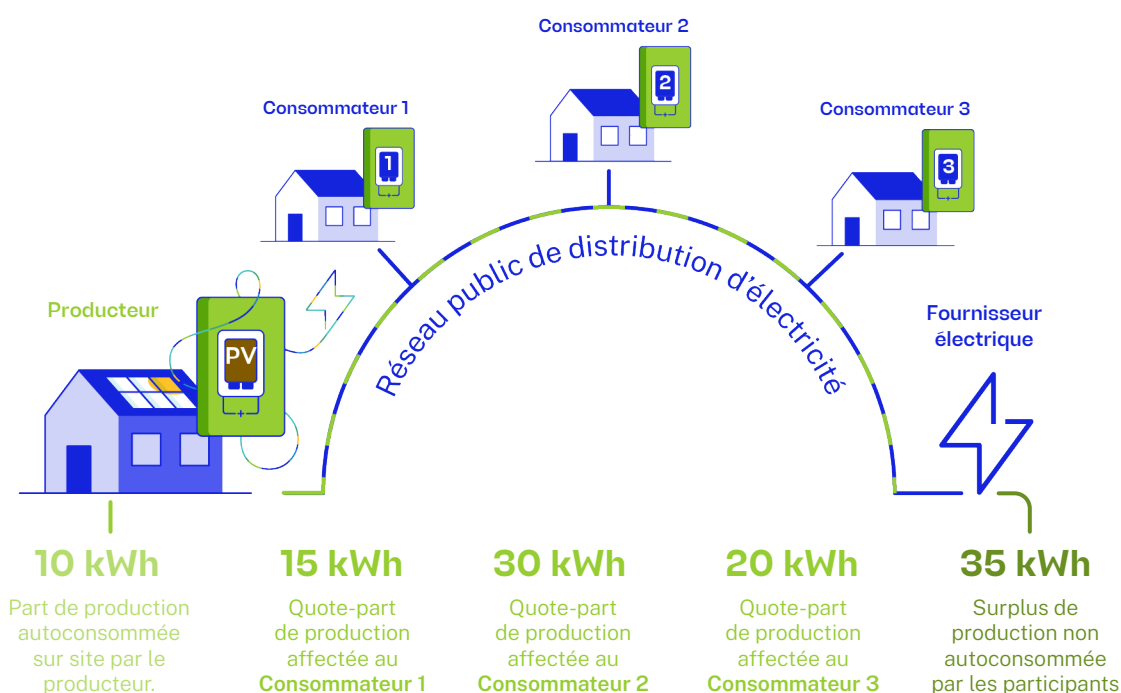 Consommateur 2
2
Consommateur 1
1
Consommateur 3
3
Réseau public de distribution d'électricité
Producteur
PV
Fournisseur
électrique
10 kWh
Part de production
autoconsommée
sur site par le
producteur.
15 kWh
Quote-part
de production
affectée au
Consommateur 1
30 kWh
Quote-part
de production
affectée au
Consommateur 2
20 kWh
Quote-part
de production
affectée au
Consommateur 3
35 kWh
Surplus de
production non
autoconsommée
par les participants